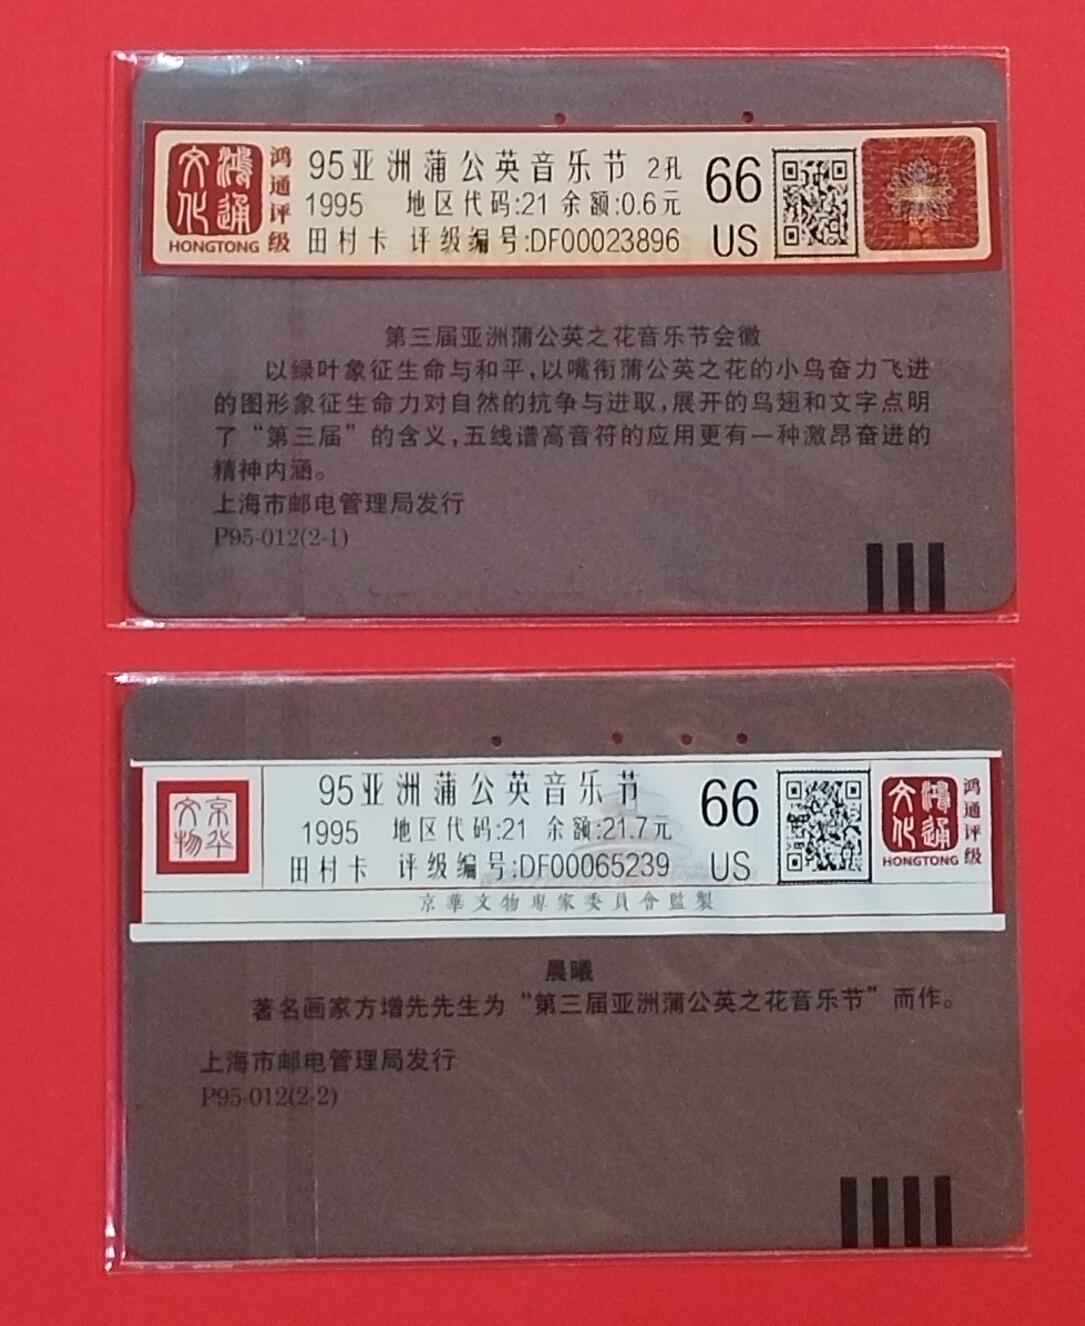 鸿通文化
HONGTONG
鸿通评级
95亚洲蒲公英音乐节 2孔
1995 地区代码:21 余额:0.6元
田村卡 评级编号:DF00023896
66
US
第三届亚洲蒲公英之花音乐节会徽
以绿叶象征生命与和平,以嘴衔蒲公英之花的小鸟奋力飞进
的图形象征生命力对自然的抗争与进取,展开的鸟翅和文字点明
了“第三届”的含义,五线谱高音符的应用更有一种激昂奋进的
精神内涵。
上海市邮电管理局发行
P95-012(2-1)
京华文物
95亚洲蒲公英音乐节
1995 地区代码:21 余额:21.7元
田村卡 评级编号:DF00065239
66
US
鸿通文化
HONGTONG
鸿通评级
京華文物專家委員會監製
晨曦
著名画家方增先先生为“第三届亚洲蒲公英之花音乐节”而作。
上海市邮电管理局发行
P95-012(2-2)